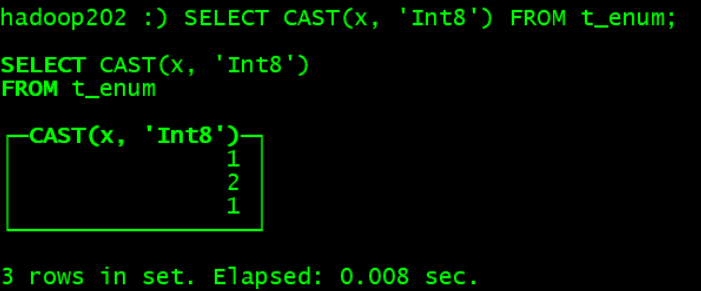 hadoop202 :) SELECT CAST(x, 'Int8') FROM t_enum;
SELECT CAST(x, 'Int8')
FROM t_enum
CAST(x, 'Int8')
1
2
1
3 rows in set. Elapsed: 0.008 sec.